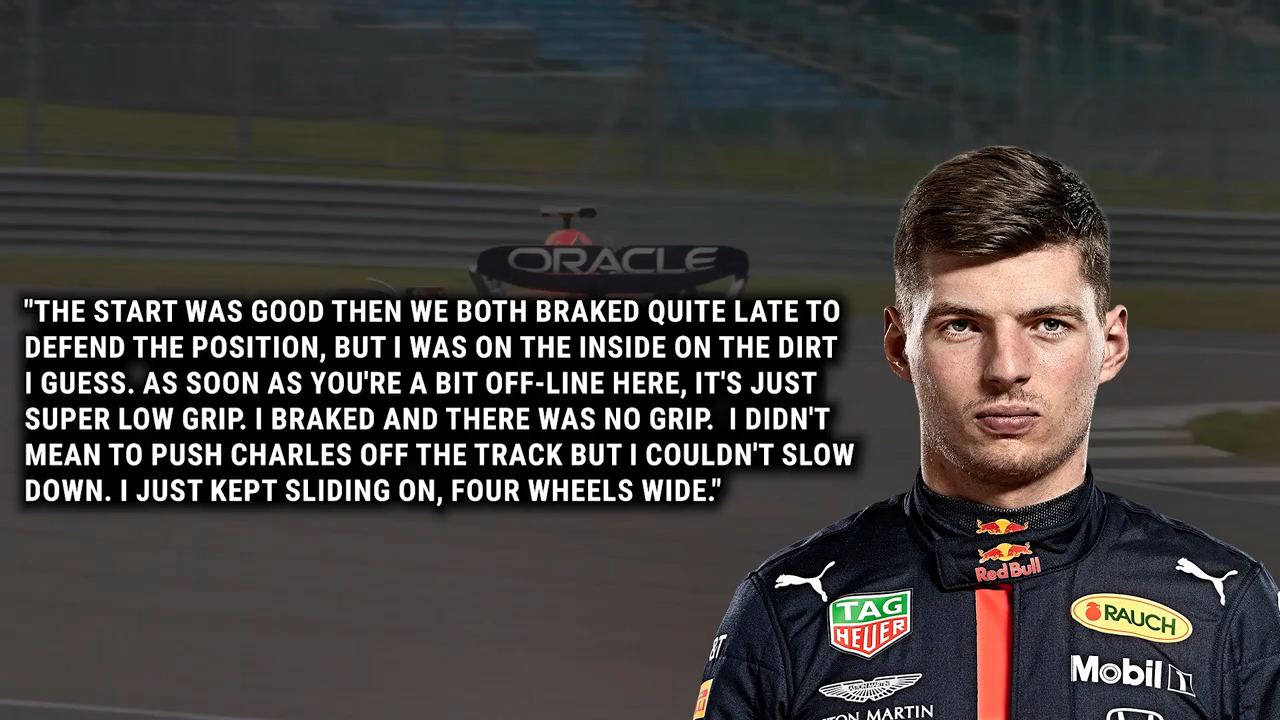 ORACLE
"THE START WAS GOOD THEN WE BOTH BRAKED QUITE LATE TO
DEFEND THE POSITION, BUT I WAS ON THE INSIDE ON THE DIRT
I GUESS. AS SOON AS YOU'RE A BIT OFF-LINE HERE, IT'S JUST
SUPER LOW GRIP. I BRAKED AND THERE WAS NO GRIP.  I DIDN'T
MEAN TO PUSH CHARLES OFF THE TRACK BUT I COULDN'T SLOW
DOWN. I JUST KEPT SLIDING ON, FOUR WHEELS WIDE."
Red Bull
TAG
HEUER
RAUCH
Mobil 1
ASTON MARTIN